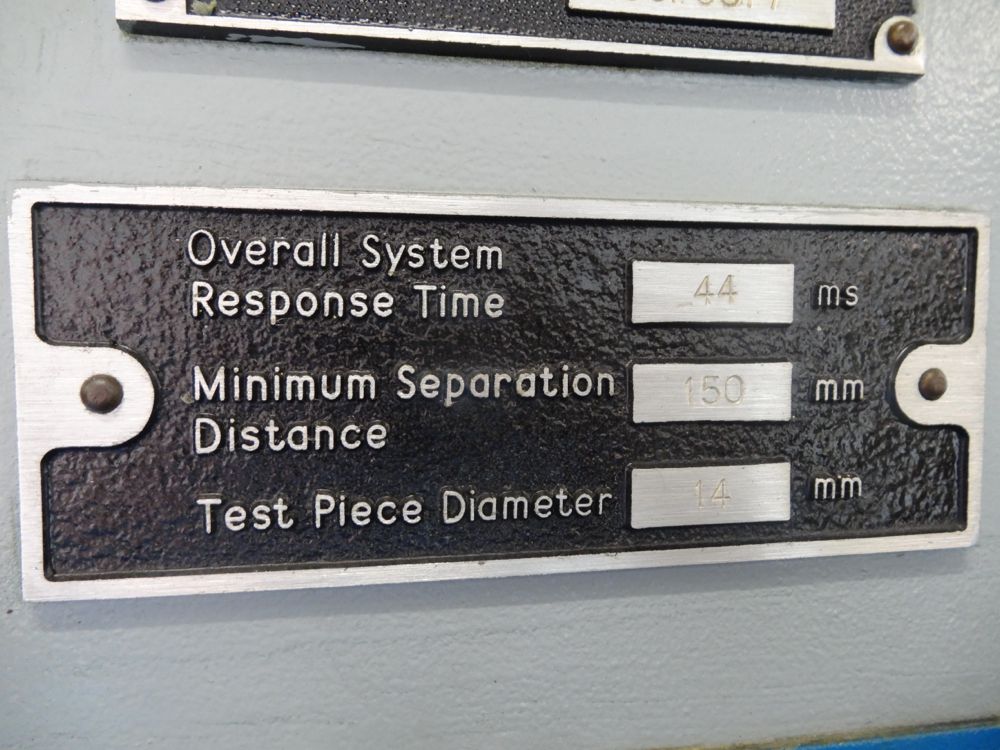 Overall System
Response Time 44 ms
Minimum Separation 150 mm
Distance
Test Piece Diameter 14 mm